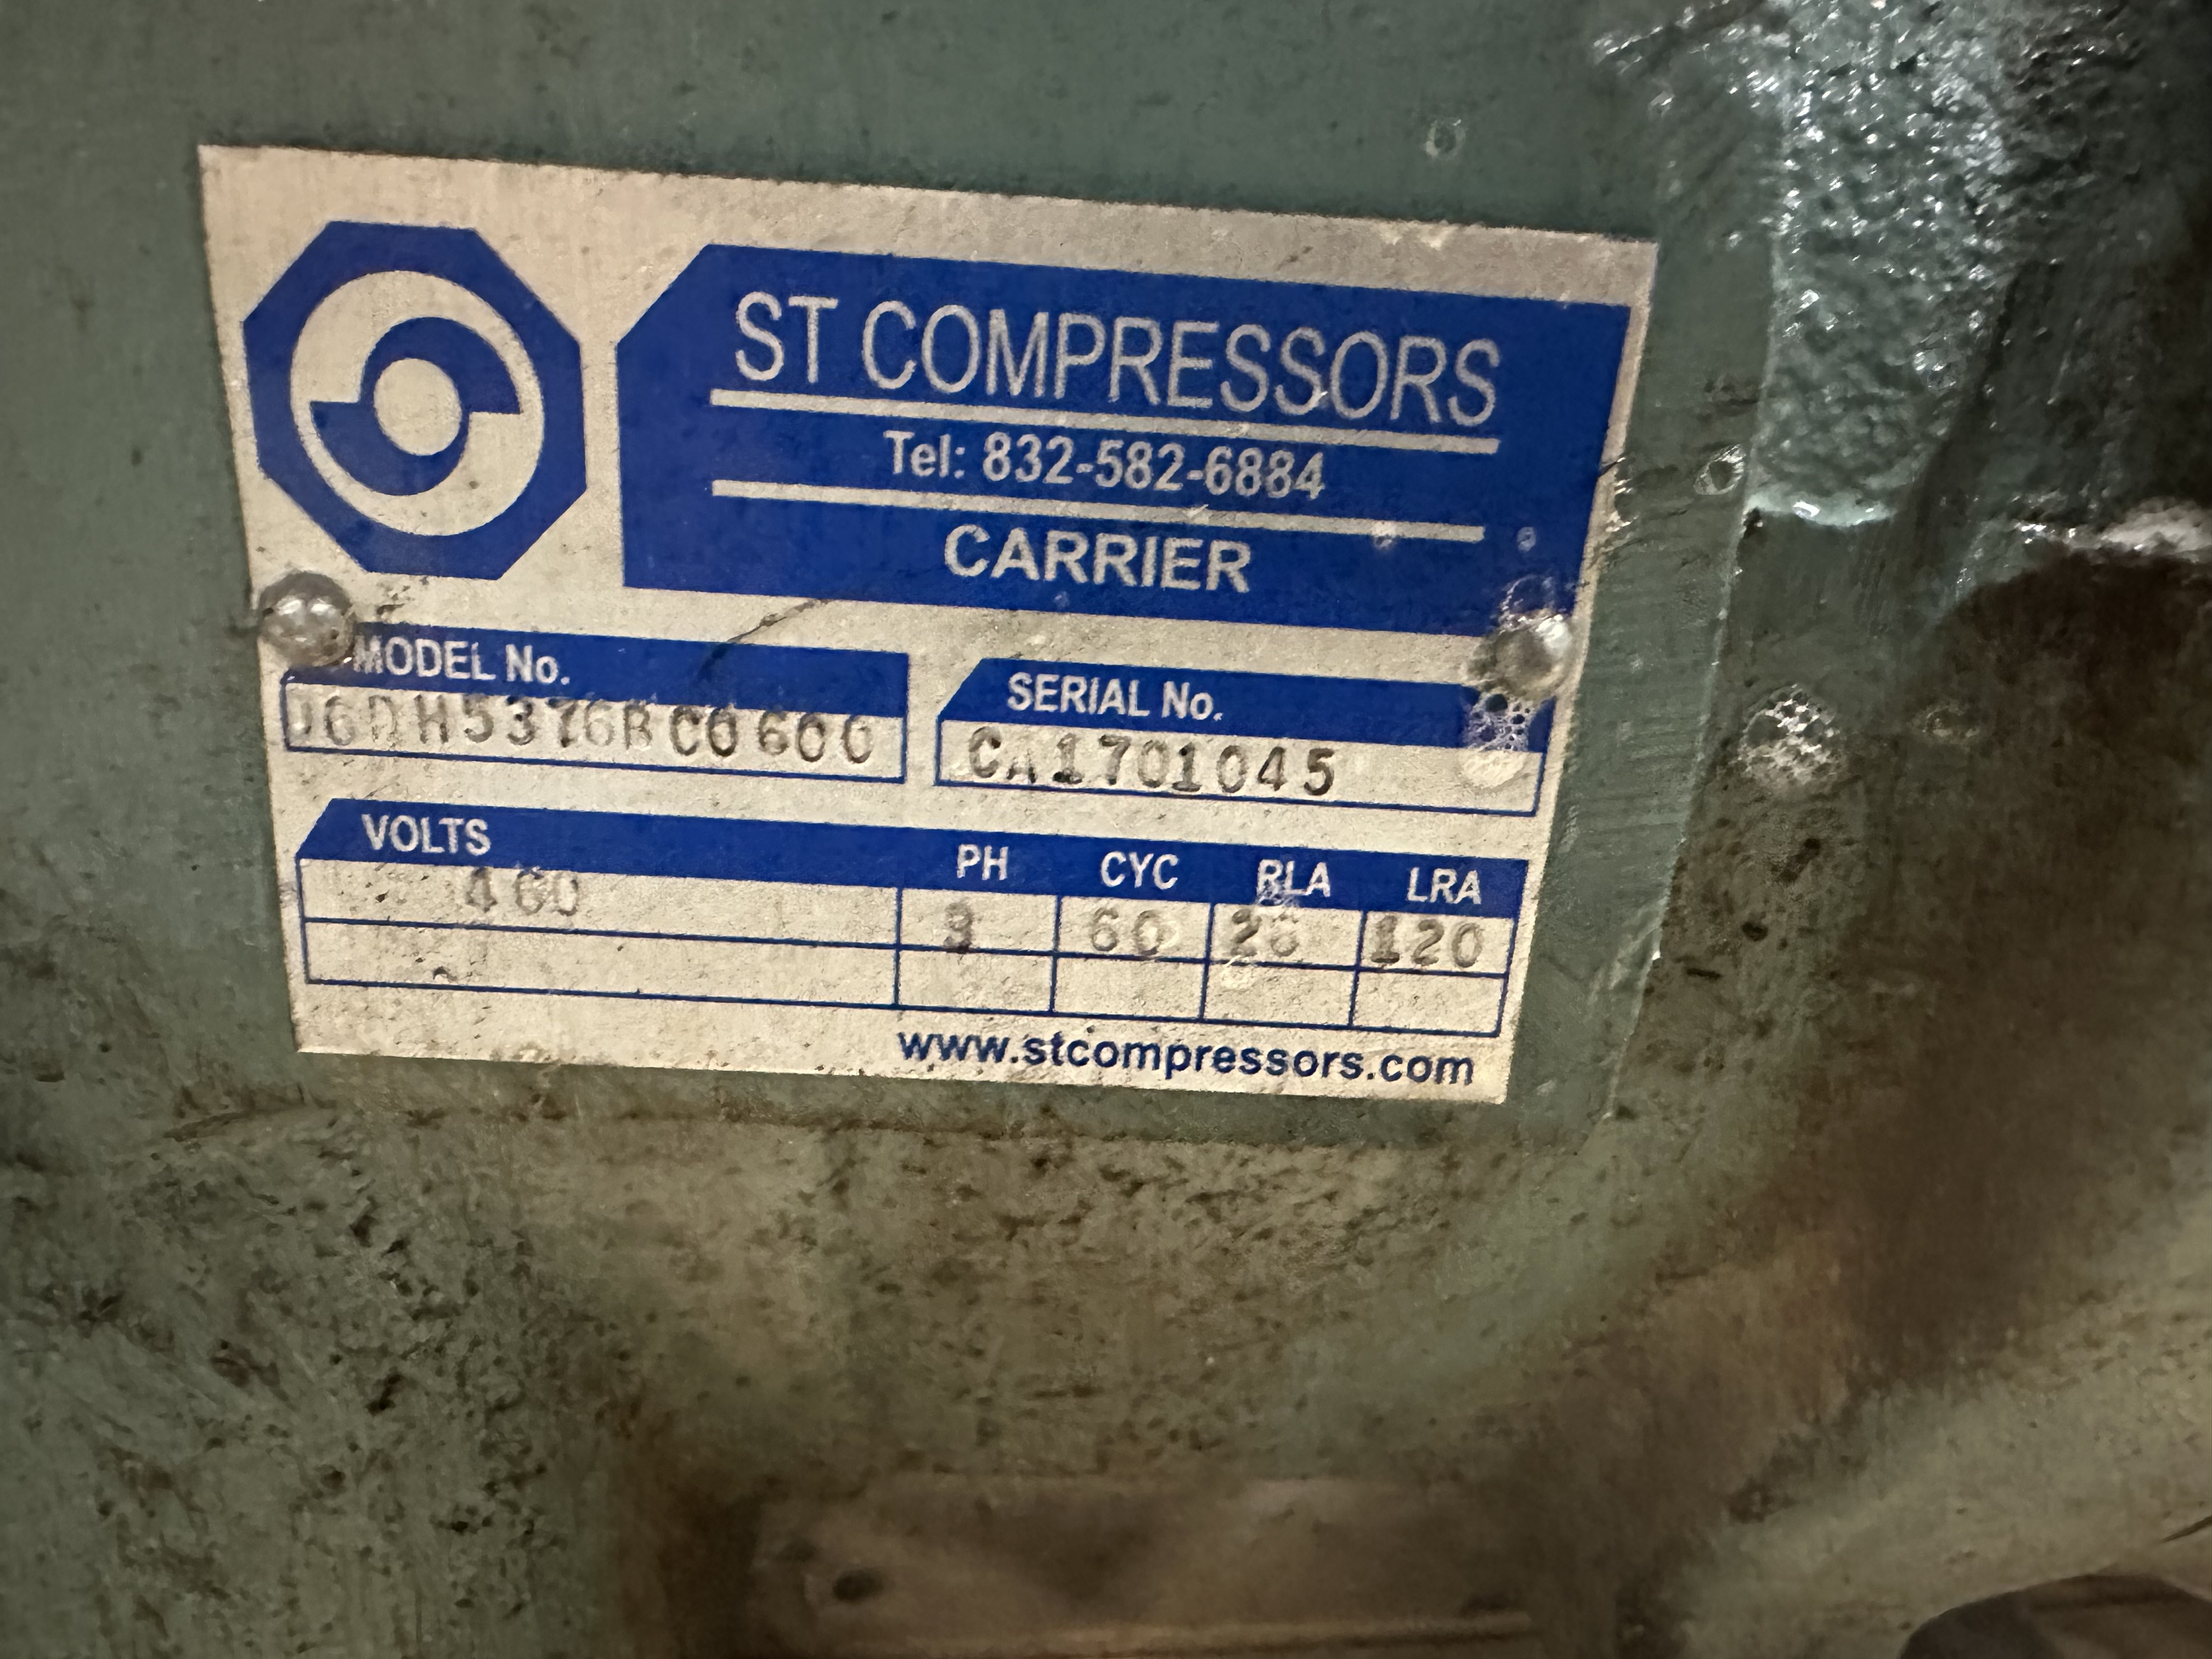 ST COMPRESSORS
Tel: 832-582-6884
CARRIER
MODEL No.
06DH5376BC0600
SERIAL No.
CA1701045
VOLTS PH CYC RLA LRA
460 3 60 120
www.stcompressors.com